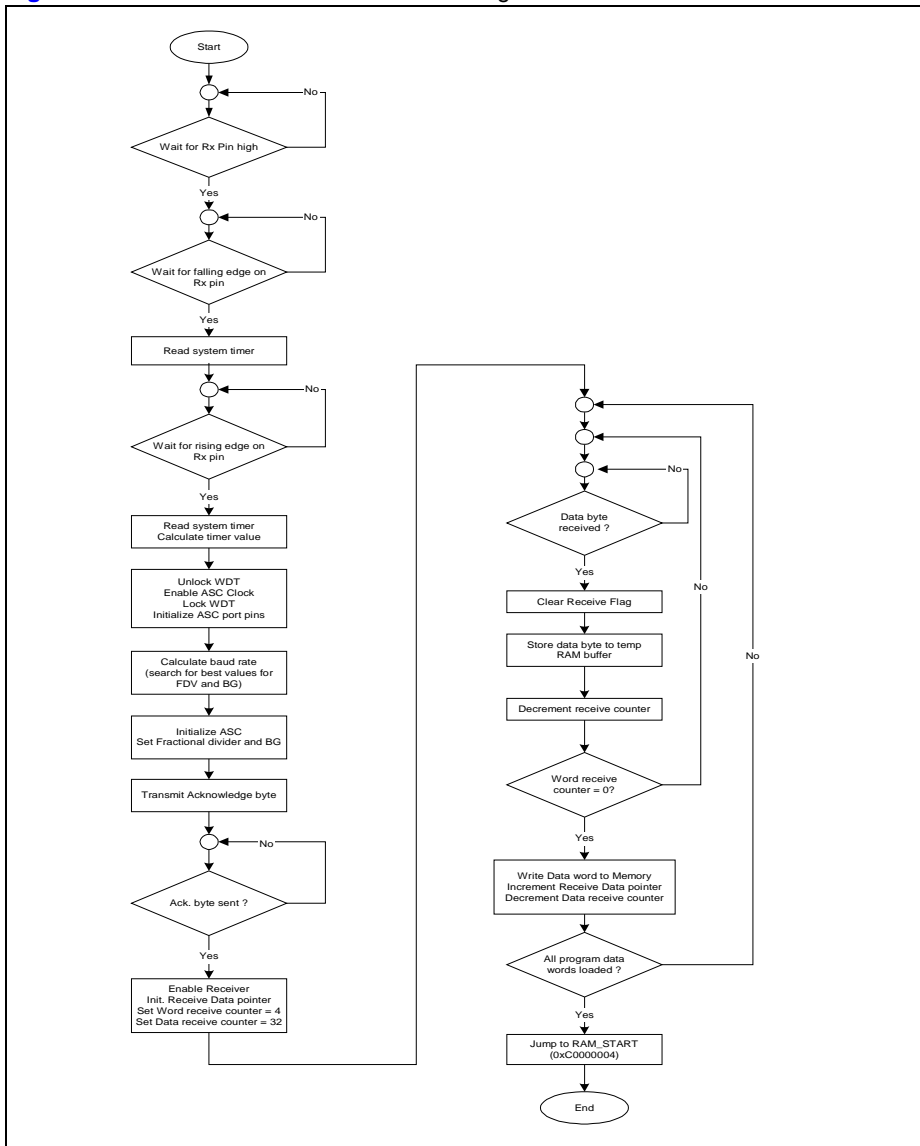 Start
No
Wait for Rx Pin high
Yes
No
Wait for falling edge on
Rx pin
Yes
Read system timer
No
Wait for rising edge on
Rx pin
Yes
Read system timer
Calculate timer value
Unlock WDT
Enable ASC Clock
Lock WDT
Initialize ASC port pins
Calculate baud rate
(search for best values for
FDV and BG)
Initialize ASC
Set Fractional divider and BG
Transmit Acknowledge byte
No
Ack. byte sent ?
Yes
Enable Receiver
Init. Receive Data pointer
Set Word receive counter = 4
Set Data receive counter = 32
No
Data byte
received ?
Yes
No
Clear Receive Flag
Store data byte to temp
RAM buffer
No
Decrement receive counter
Word receive
counter = 0?
Yes
Write Data word to Memory
Increment Receive Data pointer
Decrement Data receive counter
All program data
words loaded ?
Yes
Jump to RAM_START
(0xC0000004)
End